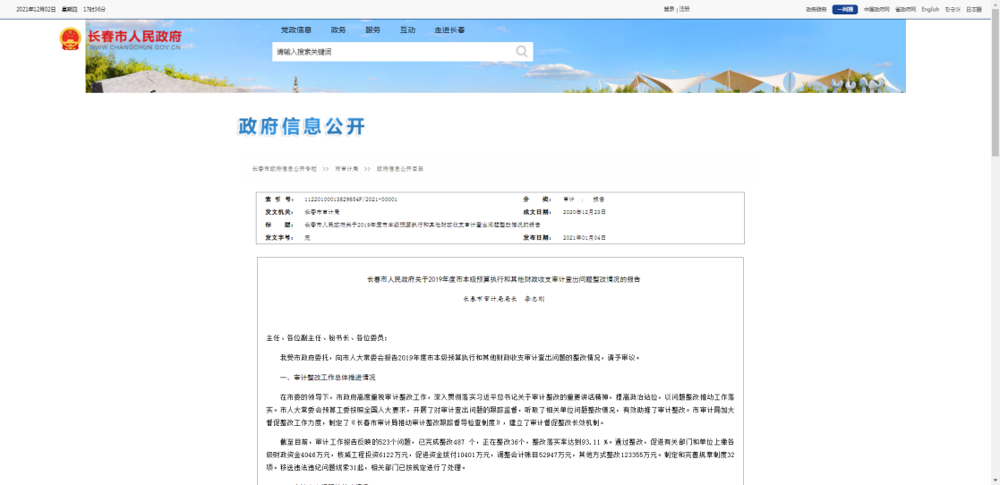 2021年12月02日 星期四 17时36分
登录 | 注册
政务服务 一网搜 中国政府网 省政府网 English 한국어 日本語
长春市人民政府
WWW.CHANGCHUN.GOV.CN
党政信息 政务 服务 互动 走进长春
请输入搜索关键词
政府信息公开
长春市政府信息公开专栏 >> 市审计局 >> 政府信息公开目录
索 引 号： 11220100013829834F/2021-00001 分 类： 审计 ； 报告
发文机关： 长春市审计局 成文日期： 2020年12月23日
标 题： 长春市人民政府关于2019年度市本级预算执行和其他财政收支审计查出问题整改情况的报告
发文字号： 无 发布日期： 2021年01月04日
长春市人民政府关于2019年度市本级预算执行和其他财政收支审计查出问题整改情况的报告
长春市审计局局长 李志刚
主任、各位副主任、秘书长、各位委员：
我受市政府委托，向市人大常委会报告2019年度市本级预算执行和其他财政收支审计查出问题的整改情况，请予审议。
一、审计整改工作总体推进情况
在市委的领导下，市政府高度重视审计整改工作，深入贯彻落实习近平总书记关于审计整改的重要讲话精神，提高政治站位，以问题整改推动工作落
实。市人大常委会预算工委按照全国人大要求，开展了对审计查出问题的跟踪监督，听取了相关单位问题整改情况，有效助推了审计整改。市审计局加大
督促整改工作力度，制定了《长春市审计局推动审计整改跟踪督导检查制度》，建立了审计督促整改长效机制。
截至目前，审计工作报告反映的523个问题，已完成整改487 个，正在整改36个，整改落实率达到93.11 %。通过整改，促进有关部门和单位上缴各
级财政资金4046万元，核减工程投资6122万元，促进资金拨付10401万元，调整会计账目52947万元，其他方式整改123355万元。制定和完善规章制度32
项。移送违法违纪问题线索31起，相关部门已按规定进行了处理。